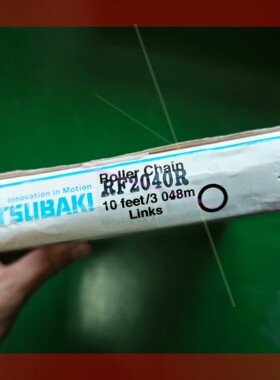 Innovation in Motion
TSUBAKI
Roller Chain
RF2040R
10 feet/3 048m
Links